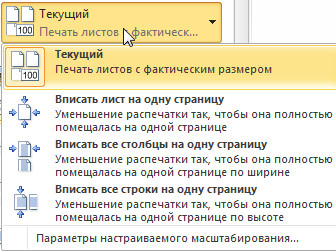 Текущий
Печать листов с фактическ...
100
Текущий
Печать листов с фактическим размером
100
Вписать лист на одну страницу
Уменьшение распечатки так, чтобы она полностью
помещалась на одной странице
Вписать все столбцы на одну страницу
Уменьшение распечатки так, чтобы она полностью
помещалась на одной странице по ширине
Вписать все строки на одну страницу
Уменьшение распечатки так, чтобы она полностью
помещалась на одной странице по высоте
Параметры настраиваемого масштабирования...